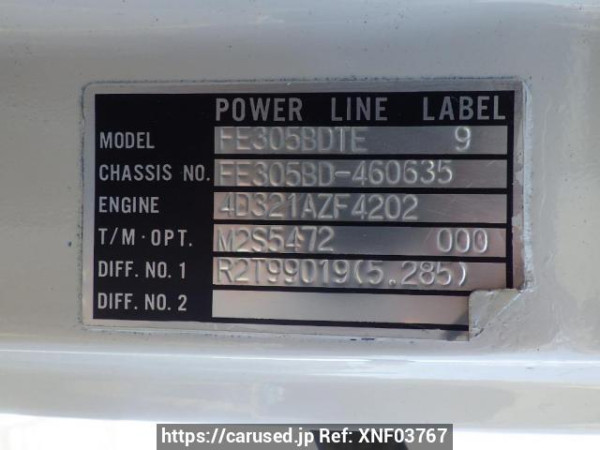 POWER LINE LABEL
MODEL FE305BDTE 9
CHASSIS NO. FE305BD-460635
ENGINE 4D321AZF4202
T/M·OPT. M2S5472 000
DIFF. NO. 1 R2T99019(5.285)
DIFF. NO. 2
https://carused.jp Ref: XNF03767